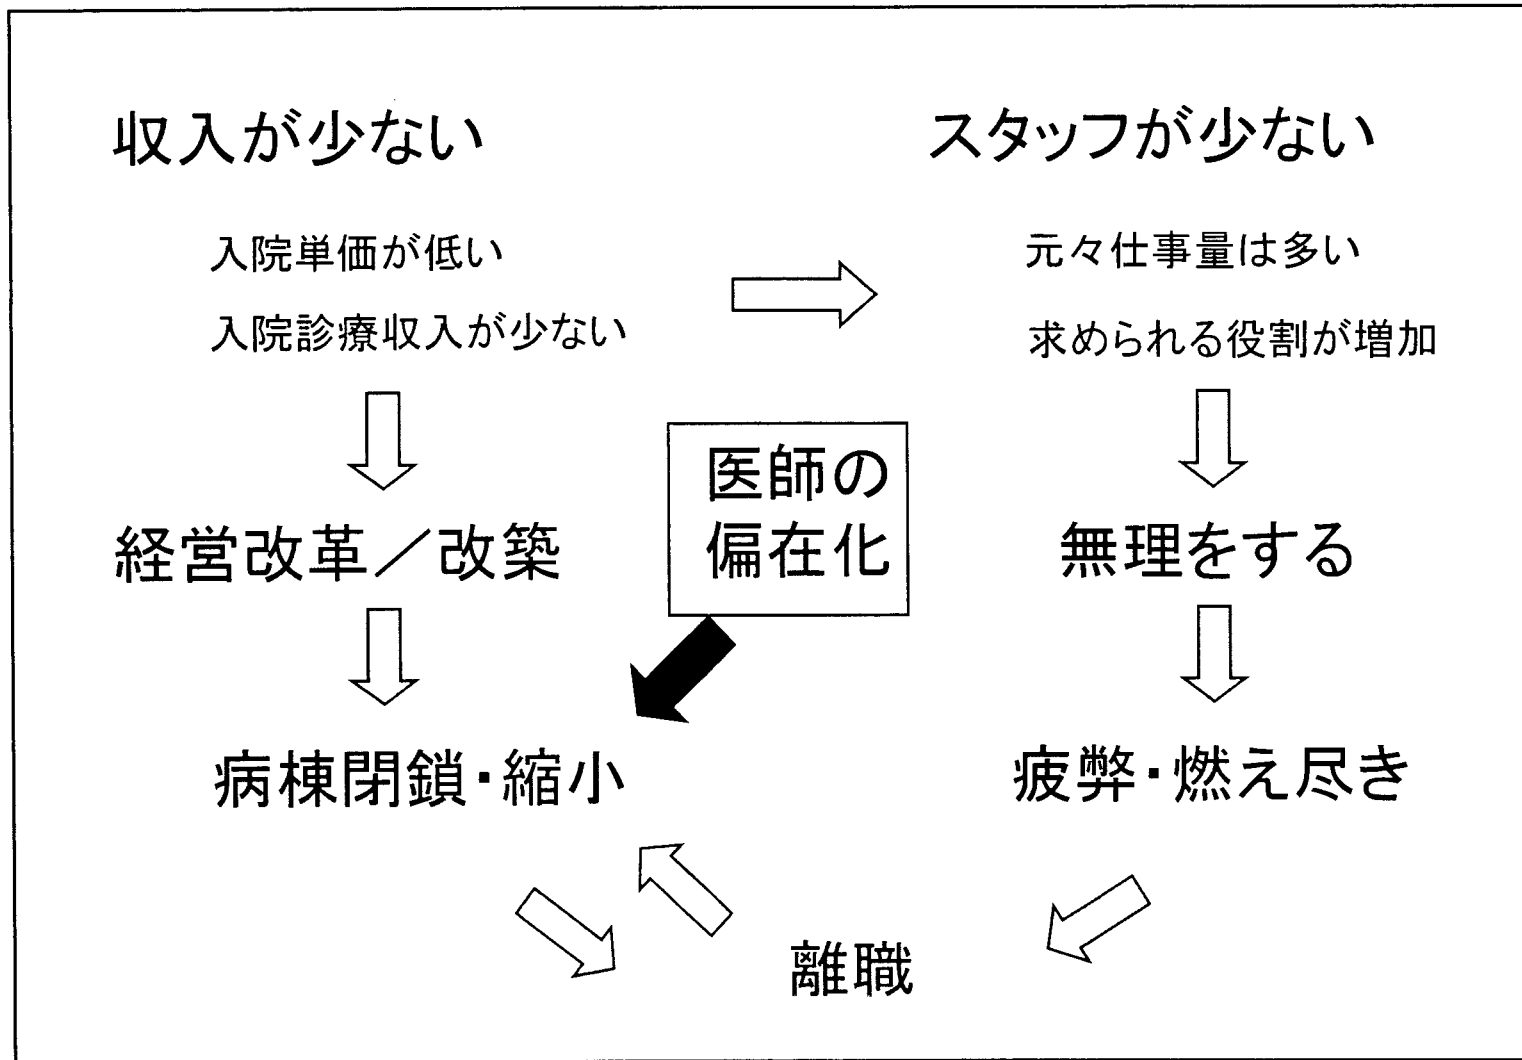 収入が少ない
入院単価が低い
入院診療収入が少ない
スタッフが少ない
元々仕事量は多い
求められる役割が増加
医師の
偏在化
経営改革／改築
無理をする
病棟閉鎖・縮小
疲弊・燃え尽き
離職